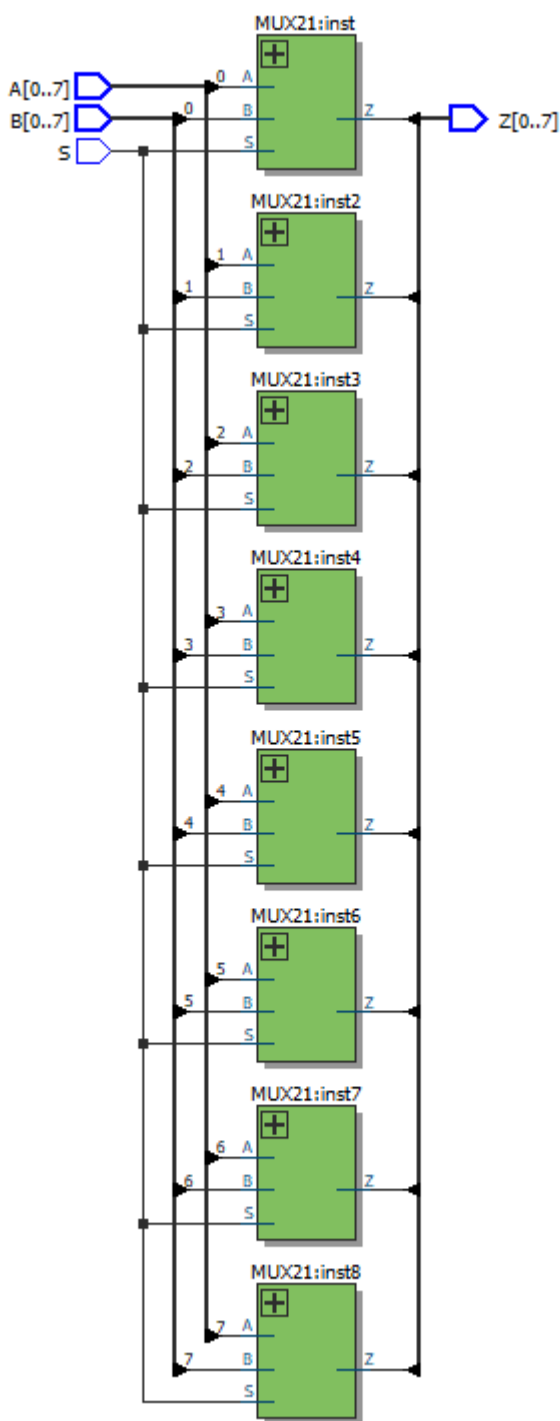 MUX21:inst
A[0..7]
0
A
B[0..7]
0
B
Z
Z[0..7]
S
S
MUX21:inst2
1
A
1
B
Z
S
MUX21:inst3
2
A
2
B
Z
S
MUX21:inst4
3
A
3
B
Z
S
MUX21:inst5
4
A
4
B
Z
S
MUX21:inst6
5
A
5
B
Z
S
MUX21:inst7
6
A
6
B
Z
S
MUX21:inst8
7
A
7
B
Z
S